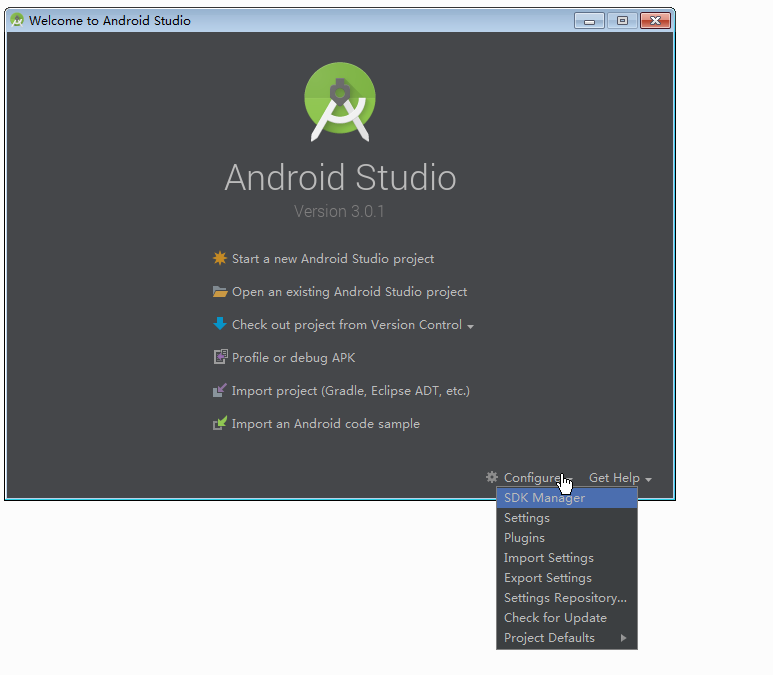 Welcome to Android Studio
Android Studio
Version 3.0.1
Start a new Android Studio project
Open an existing Android Studio project
Check out project from Version Control
Profile or debug APK
Import project (Gradle, Eclipse ADT, etc.)
Import an Android code sample
Configure Get Help
SDK Manager
Settings
Plugins
Import Settings
Export Settings
Settings Repository...
Check for Update
Project Defaults